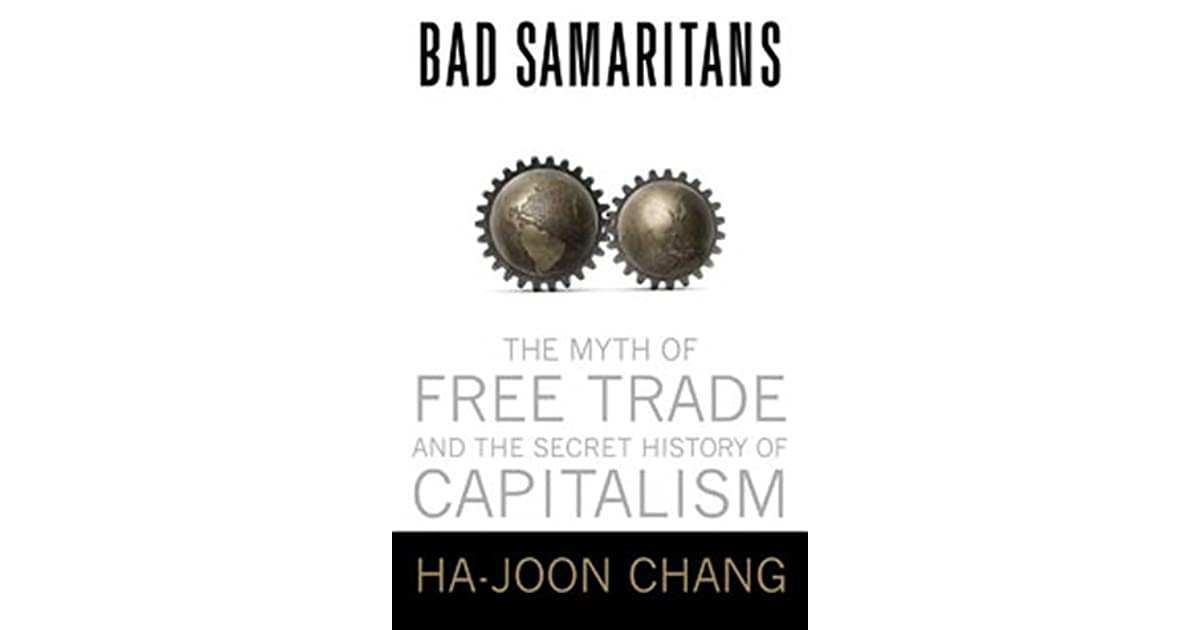 BAD SAMARITANS
THE MYTH OF
FREE TRADE
AND THE SECRET HISTORY OF
CAPITALISM
HA-JOON CHANG